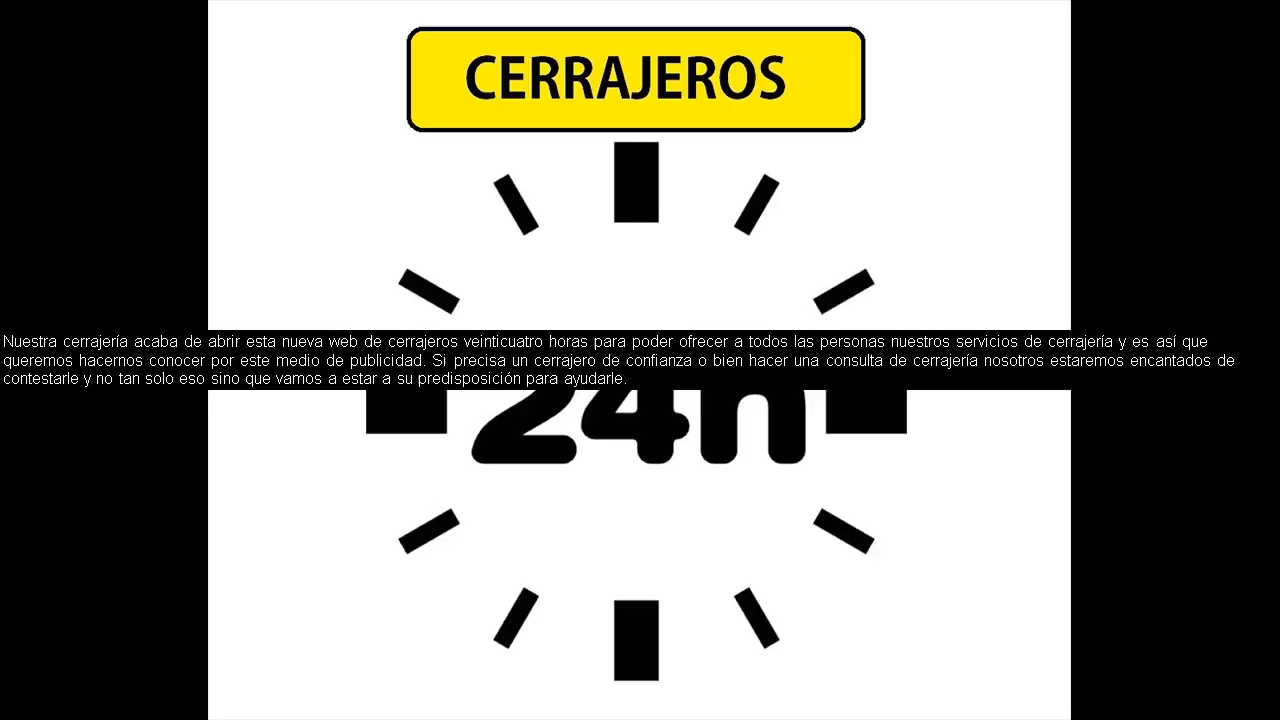 CERRAJEROS
Nuestra cerrajería acaba de abrir esta nueva web de cerrajeros veinticuatro horas para poder ofrecer a todos las personas nuestros servicios de cerrajería y es así que
queremos hacernos conocer por este medio de publicidad. Si precisa un cerrajero de confianza o bien hacer una consulta de cerrajería nosotros estaremos encantados de
contestarle y no tan solo eso sino que vamos a estar a su predisposición para ayudarle.
24h